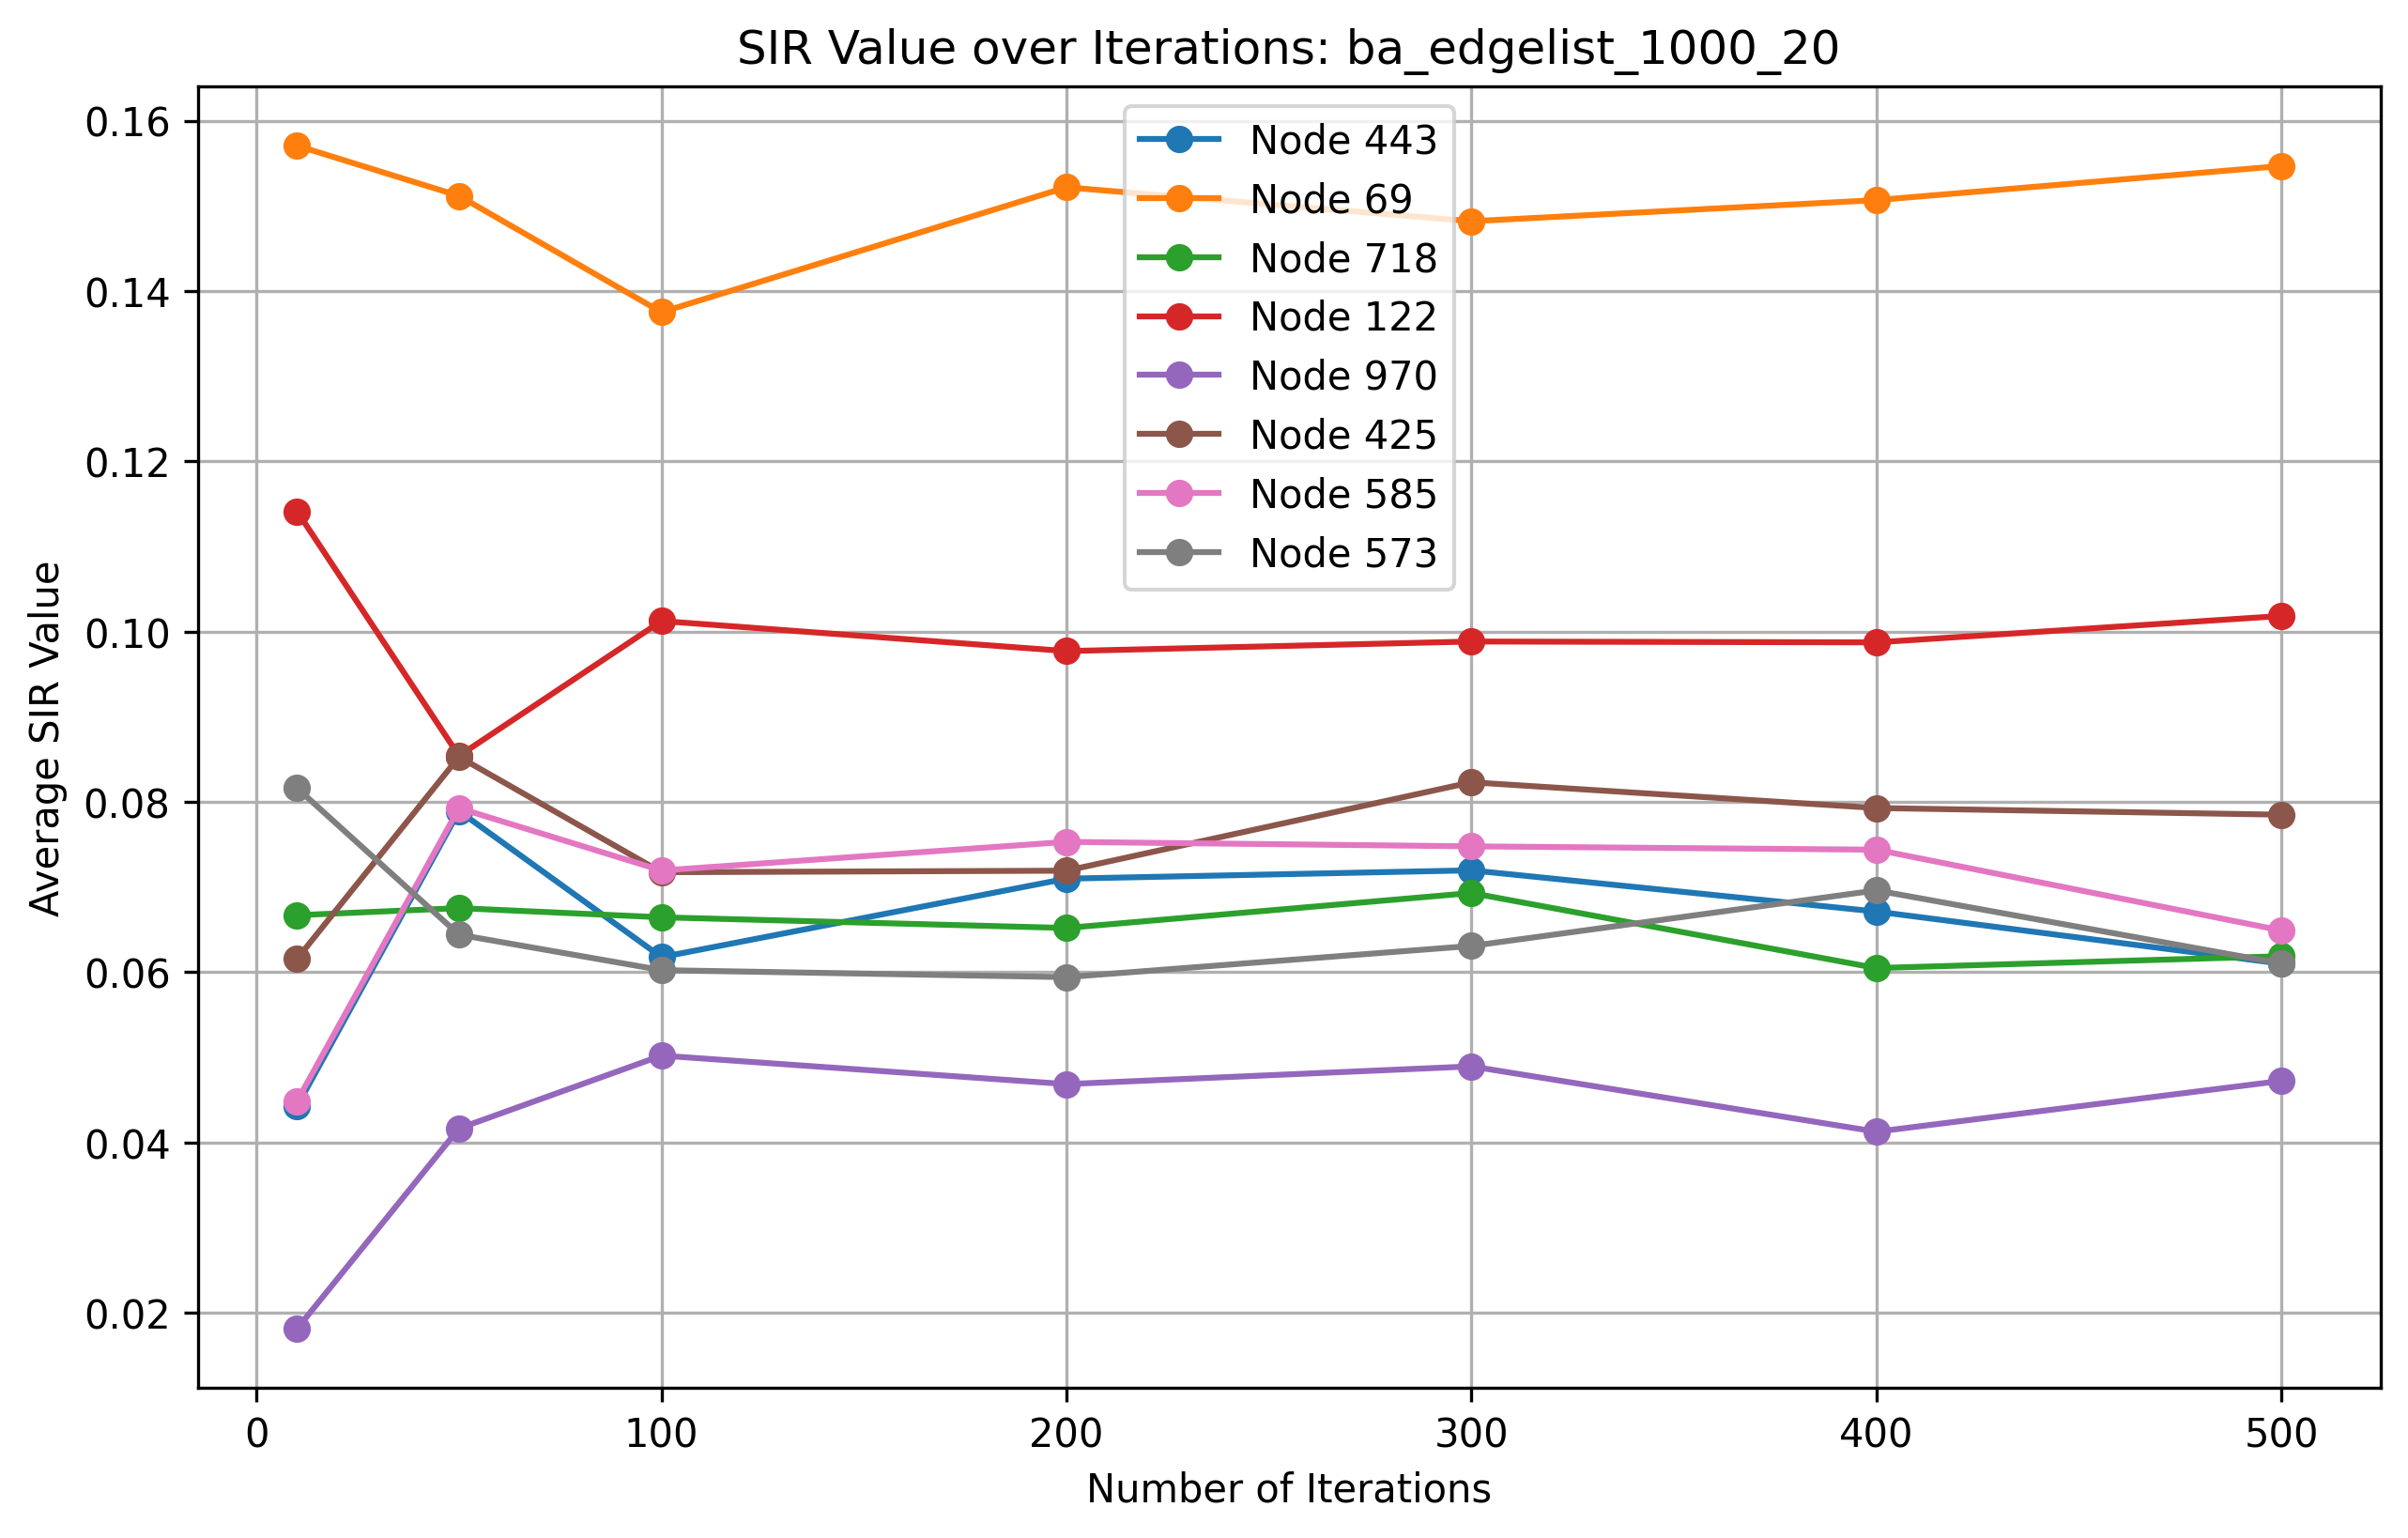 SIR Value over Iterations: ba_edgelist_1000_20
Average SIR Value
0.16
0.14
0.12
0.10
0.08
0.06
0.04
0.02
Node 443
Node 69
Node 718
Node 122
Node 970
Node 425
Node 585
Node 573
0 100 200 300 400 500
Number of Iterations